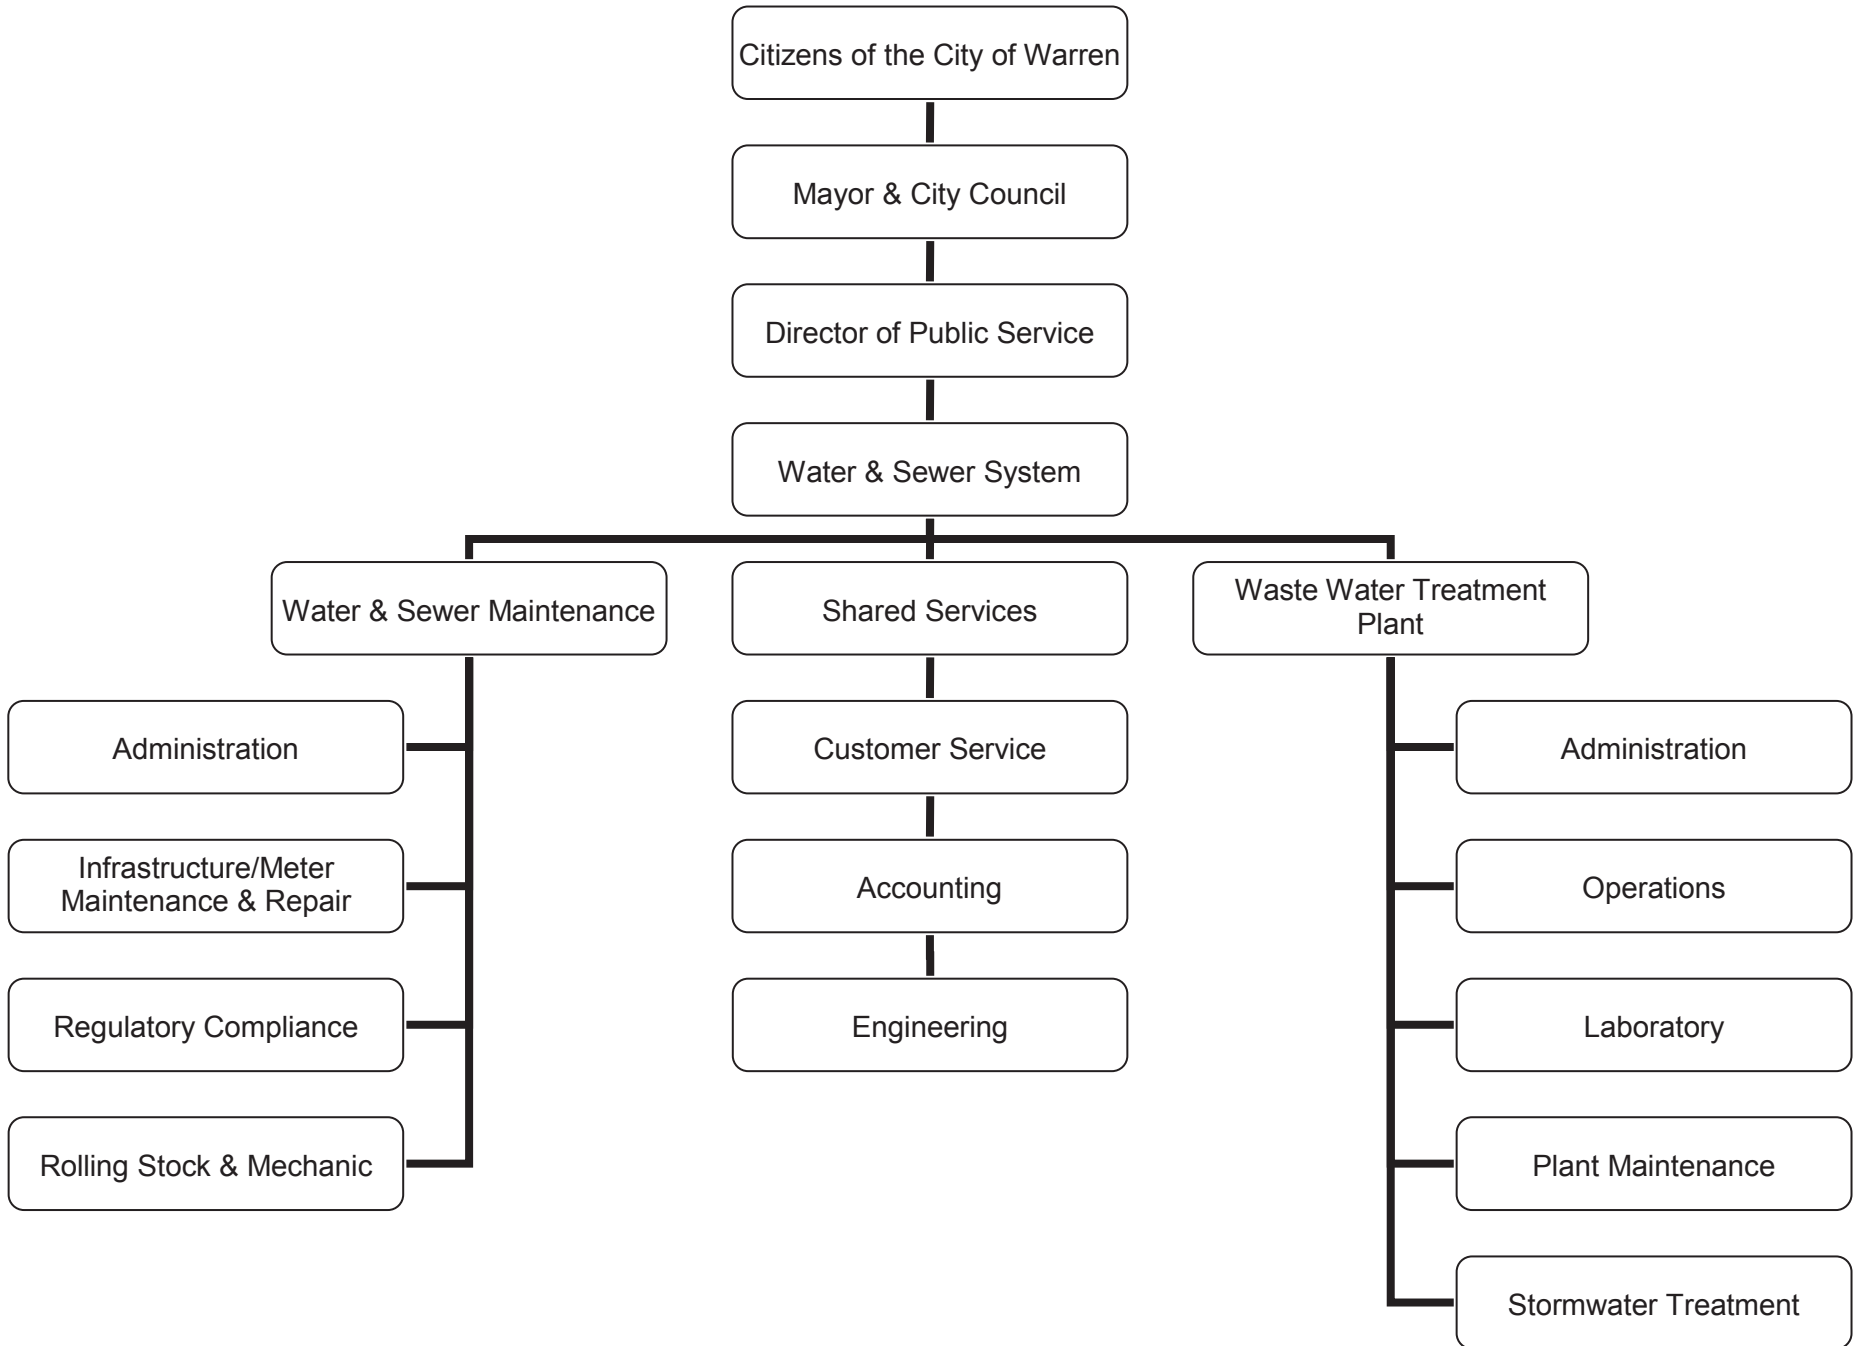 Citizens of the City of Warren
Mayor & City Council
Director of Public Service
Water & Sewer System
Water & Sewer Maintenance
Shared Services
Waste Water Treatment
Plant
Administration
Customer Service
Administration
Infrastructure/Meter
Maintenance & Repair
Accounting
Operations
Regulatory Compliance
Engineering
Laboratory
Rolling Stock & Mechanic
Plant Maintenance
Stormwater Treatment